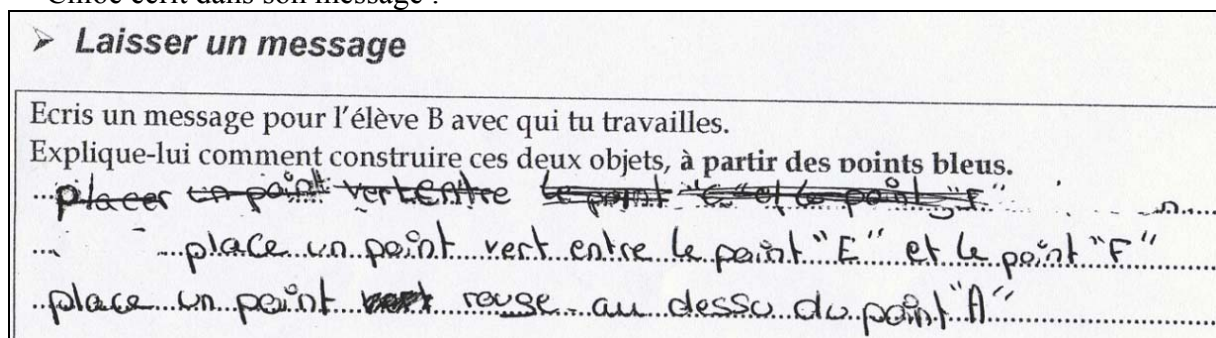 Chloé écrit dans son message :
➤ Laisser un message
Ecris un message pour l'élève B avec qui tu travailles.
Explique-lui comment construire ces deux objets, à partir des points bleus.
placer un point vert entre le point "E" et le point "F"
place un point vert entre le point "E" et le point "F"
place un point vert rouse au dessu du point "A"